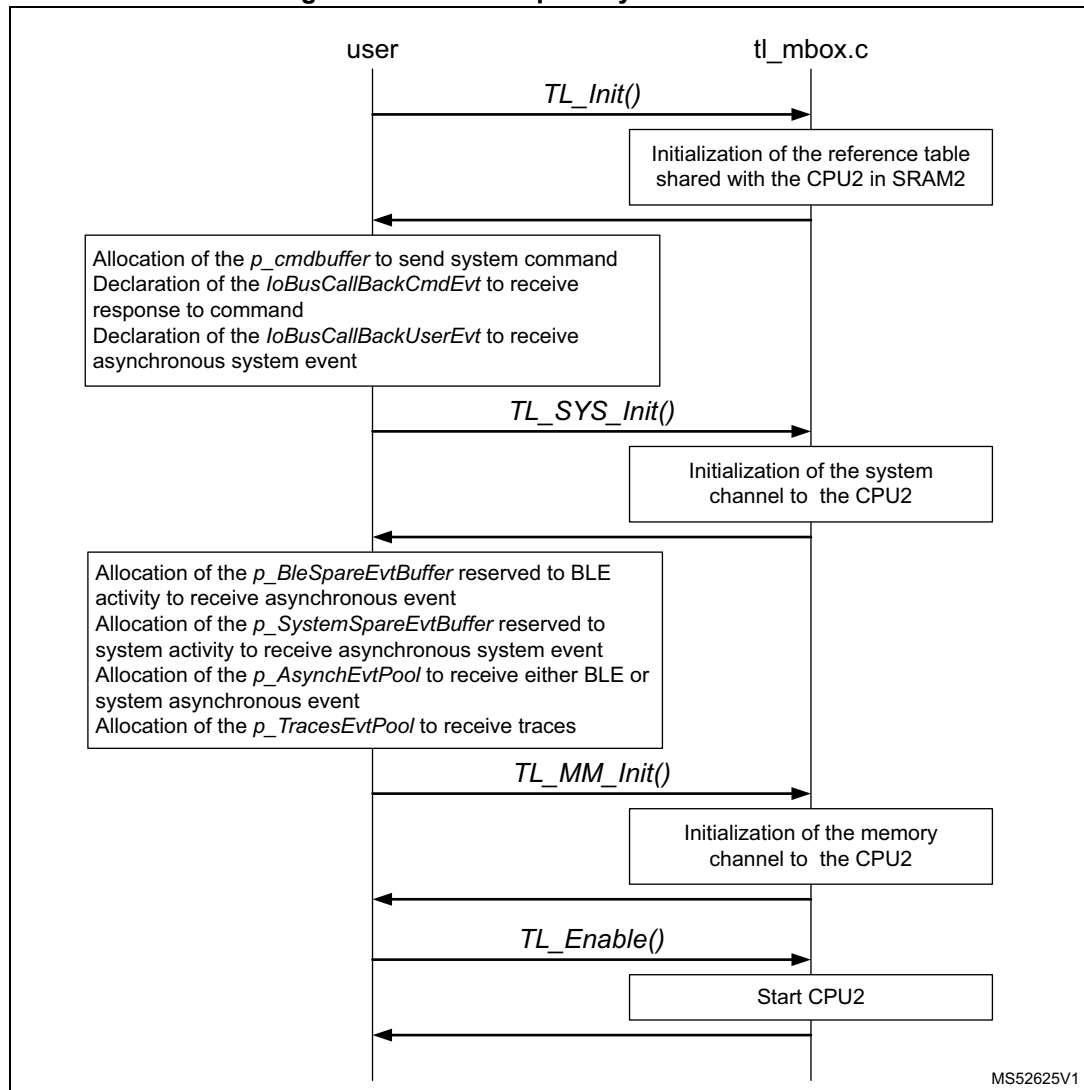 user
tl_mbox.c
TL_Init()
Initialization of the reference table
shared with the CPU2 in SRAM2
Allocation of the p_cmdbuffer to send system command
Declaration of the IoBusCallBackCmdEvt to receive
response to command
Declaration of the IoBusCallBackUserEvt to receive
asynchronous system event
TL_SYS_Init()
Initialization of the system
channel to the CPU2
Allocation of the p_BleSpareEvtBuffer reserved to BLE
activity to receive asynchronous event
Allocation of the p_SystemSpareEvtBuffer reserved to
system activity to receive asynchronous system event
Allocation of the p_AsynchEvtPool to receive either BLE or
system asynchronous event
Allocation of the p_TracesEvtPool to receive traces
TL_MM_Init()
Initialization of the memory
channel to the CPU2
TL_Enable()
Start CPU2
MS52625V1